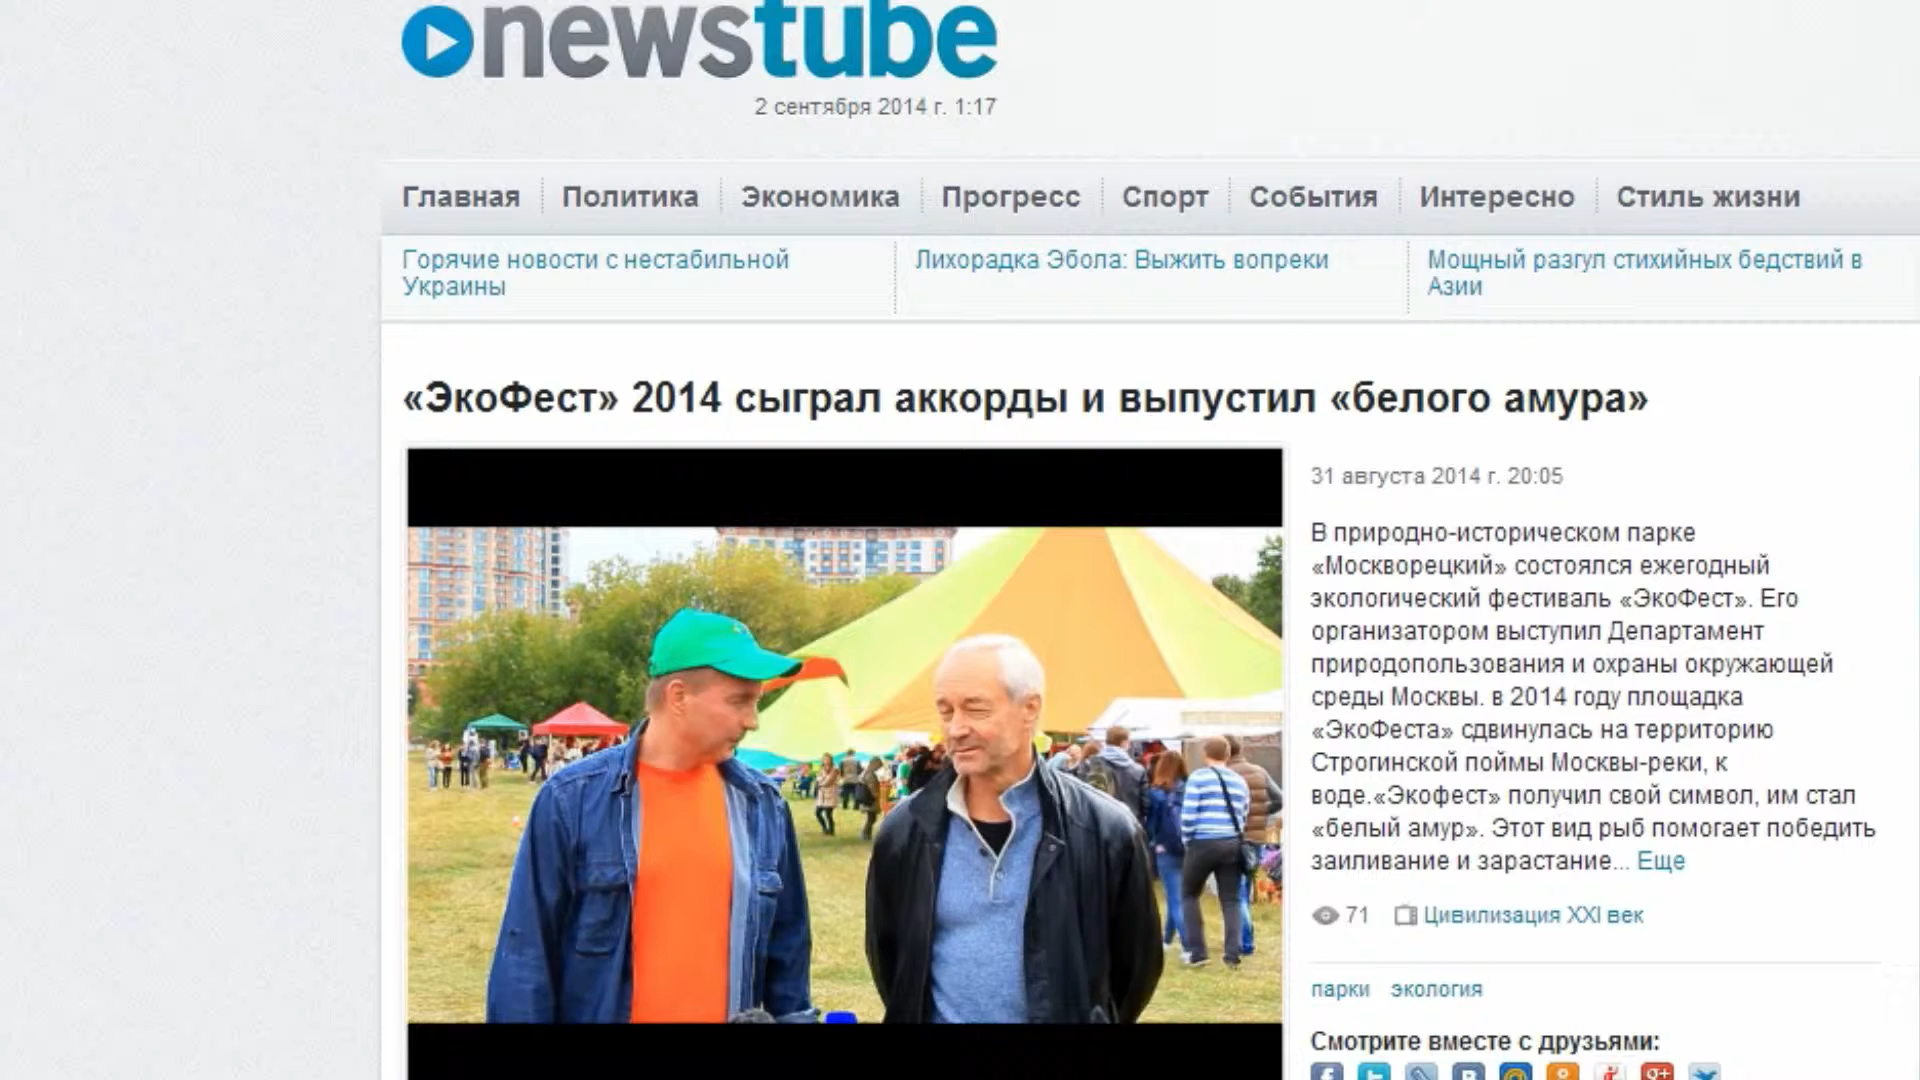 newstube
2 сентября 2014 г. 1:17
Главная Политика Экономика Прогресс Спорт События Интересно Стиль жизни
Горячие новости с нестабильной
Украины
Лихорадка Эбола: Выжить вопреки
Мощный разгул стихийных бедствий в
Азии
«ЭкоФест» 2014 сыграл аккорды и выпустил «белого амура»
31 августа 2014 г. 20:05
В природно-историческом парке
«Москворецкий» состоялся ежегодный
экологический фестиваль «ЭкоФест». Его
организатором выступил Департамент
природопользования и охраны окружающей
среды Москвы. в 2014 году площадка
«ЭкоФеста» сдвинулась на территорию
Строгинской поймы Москвы-реки, к
воде.«Экофест» получил свой символ, им стал
«белый амур». Этот вид рыб помогает победить
заиливание и зарастание... Еще
71 Цивилизация XXI век
парки экология
Смотрите вместе с друзьями: